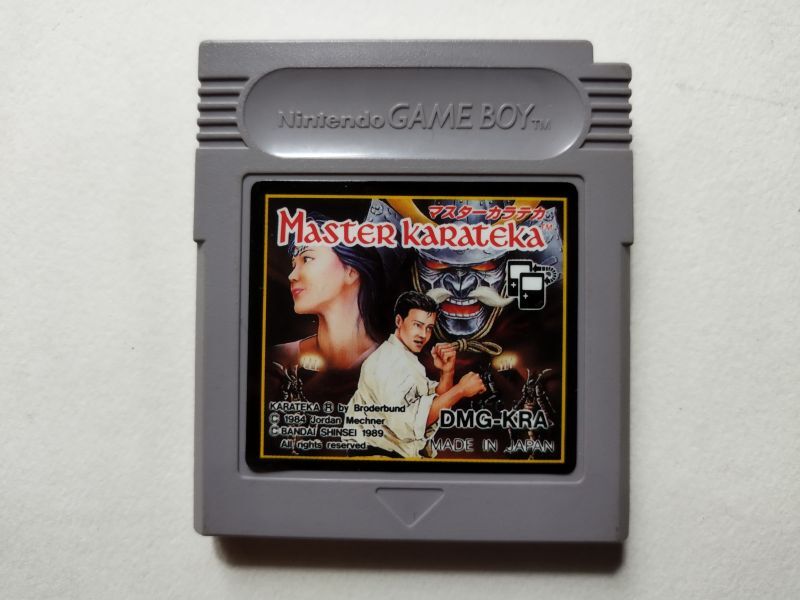 Nintendo GAME BOY TM
マスターカラテカ
MASTER KARATEKA TM
KARATEKA Ⓡ by Broderbund
© 1984 Jordan Mechner
© BANDAI SHINSEI 1989
All rights reserved
DMG-KRA
MADE IN JAPAN